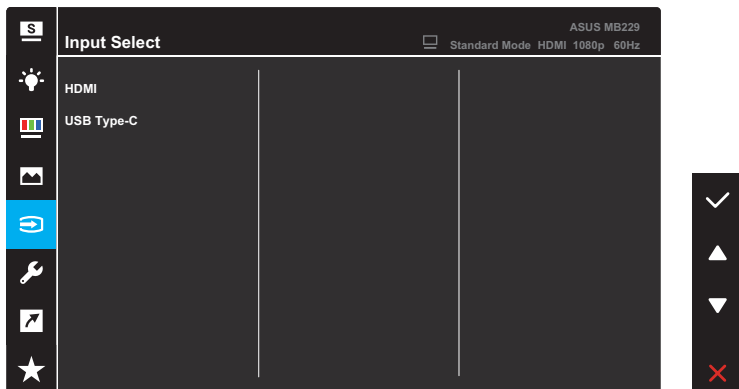 S
ASUS MB229
Input Select
Standard Mode HDMI 1080p 60Hz
HDMI
USB Type-C